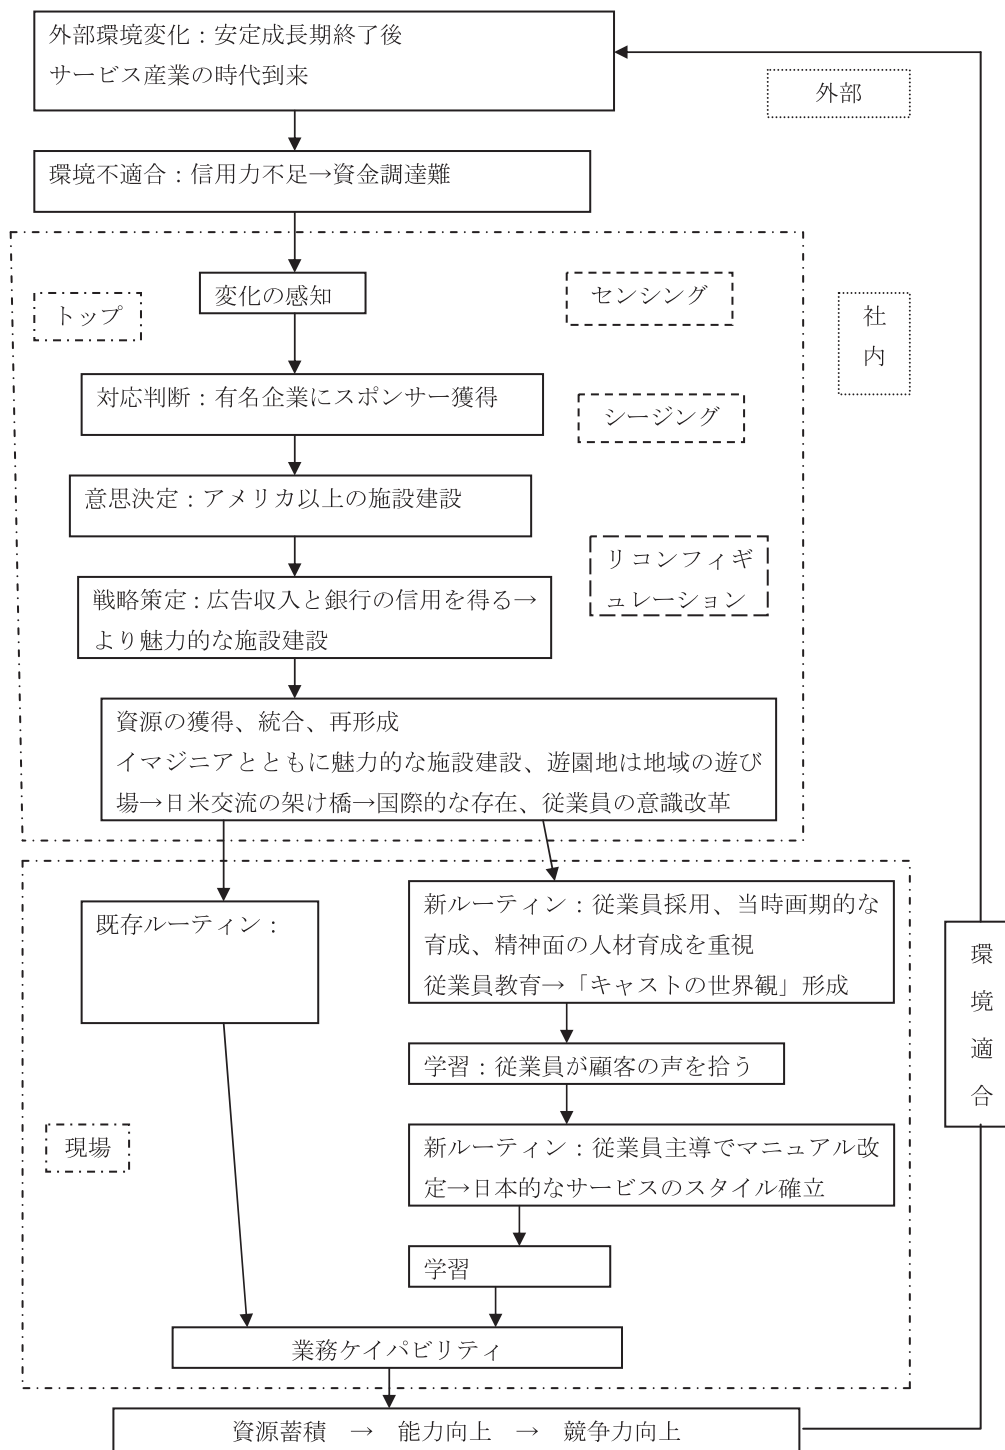 外部環境変化：安定成長期終了後
サービス産業の時代到来
外部
環境不適合：信用力不足→資金調達難
変化の感知
センシング
トップ
社
内
対応判断：有名企業にスポンサー獲得
シージング
意思決定：アメリカ以上の施設建設
リコンフィギ
ュレーション
戦略策定：広告収入と銀行の信用を得る→
より魅力的な施設建設
資源の獲得、統合、再形成
イマジニアとともに魅力的な施設建設、遊園地は地域の遊び
場→日米交流の架け橋→国際的な存在、従業員の意識改革
既存ルーティン：
新ルーティン：従業員採用、当時画期的な
育成、精神面の人材育成を重視
従業員教育→「キャストの世界観」形成
環
境
適
合
学習：従業員が顧客の声を拾う
現場
新ルーティン：従業員主導でマニュアル改
定→日本的なサービスのスタイル確立
学習
業務ケイパビリティ
資源蓄積　→　能力向上　→　競争力向上